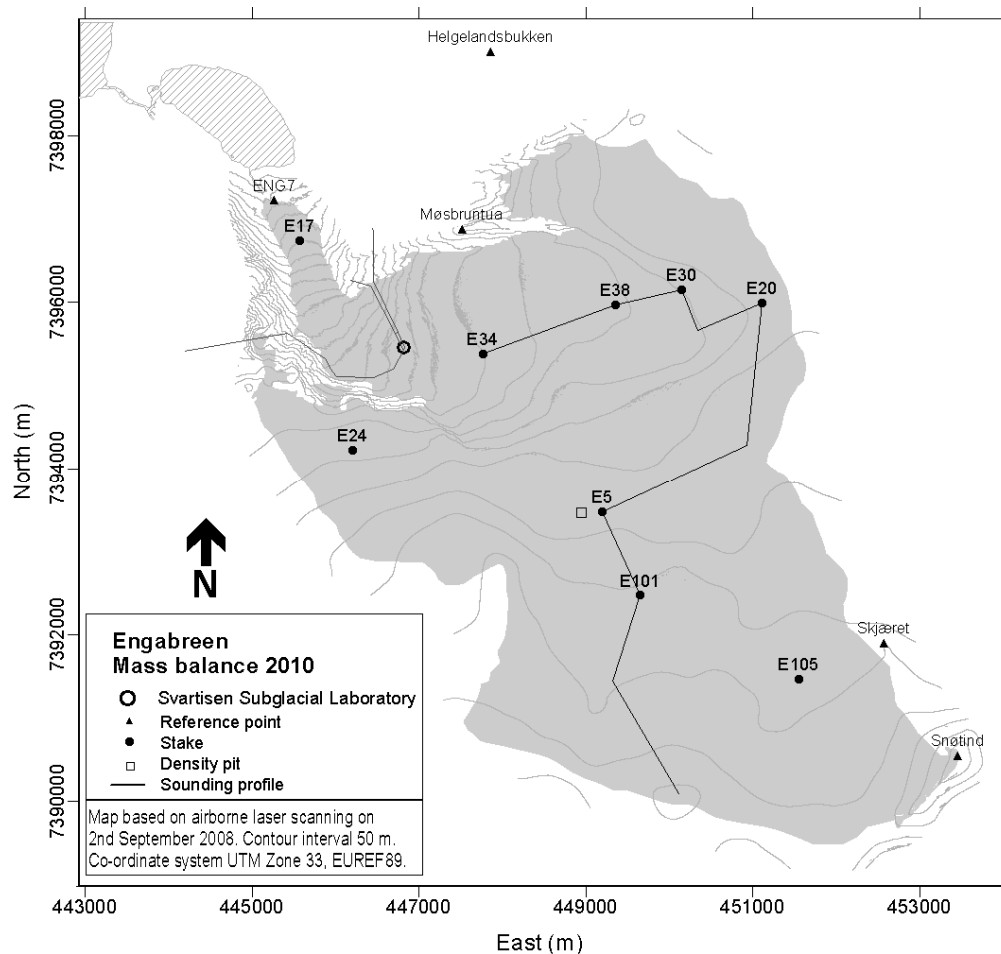 Helgelandsbukken
7398000
ENG7
Møsbruntua
E17
E30
E38
E20
7396000
E34
E24
North (m)
7394000
E5
N
E101
7392000
Skjæret
E105
Engabreen
Mass balance 2010
Svartisen Subglacial Laboratory
Reference point
Stake
Density pit
Sounding profile
Snøtind
7390000
Map based on airborne laser scanning on
2nd September 2008. Contour interval 50 m.
Co-ordinate system UTM Zone 33, EUREF89.
443000 445000 447000 449000 451000 453000
East (m)